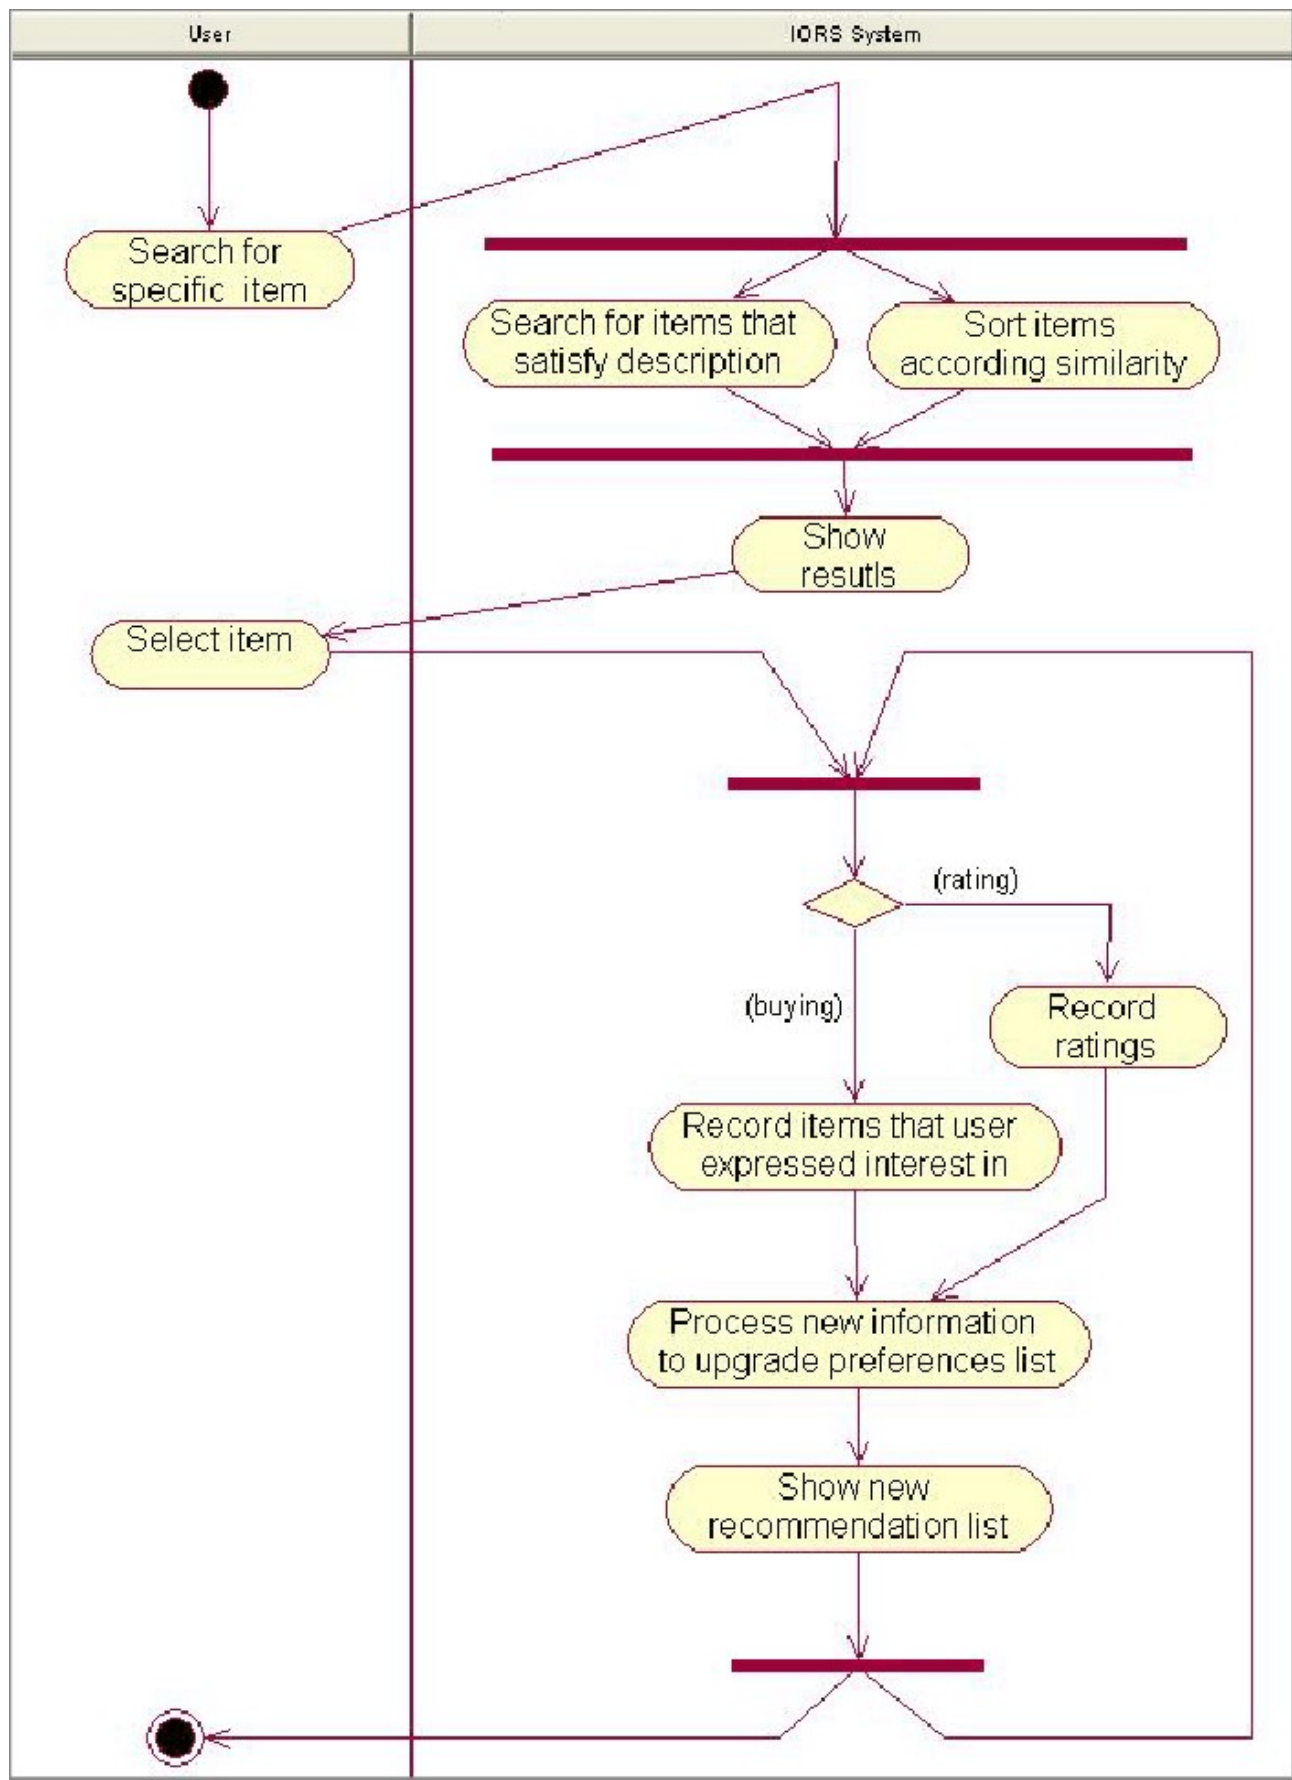 User
IORS System
Search for
specific item
Search for items that
satisfy description
Sort items
according similarity
Show
resutls
Select item
(rating)
(buying)
Record
ratings
Record items that user
expressed interest in
Process new information
to upgrade preferences list
Show new
recommendation list